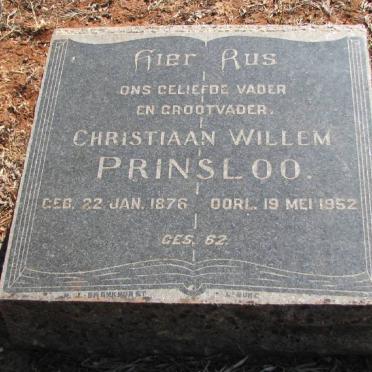 Hier Rus
ONS GELIEFDE VADER
EN GROOTVADER.
CHRISTIAAN WILLEM
PRINSLOO.
GEB. 22 JAN. 1876 OORL. 19 MEI 1952
GES. 62.